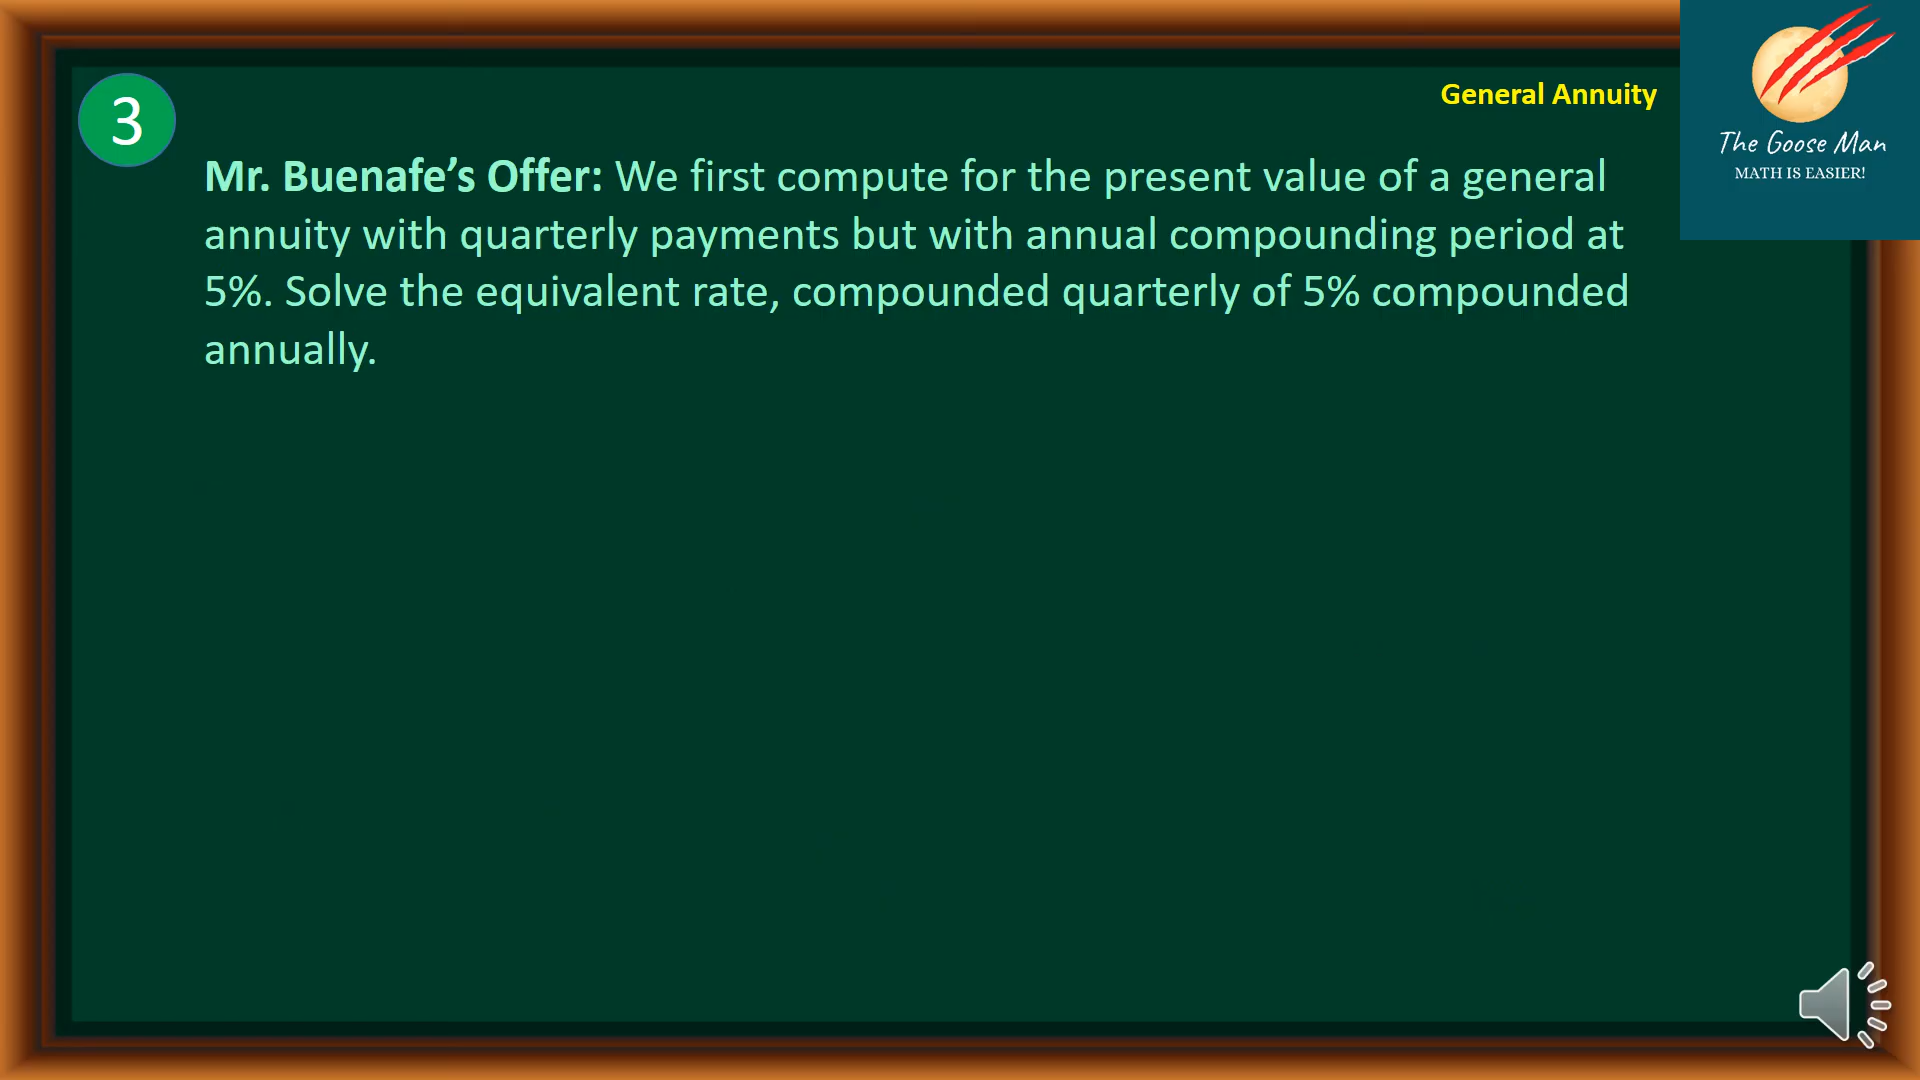 3
General Annuity
The Goose Man
MATH IS EASIER!
Mr. Buenafe’s Offer: We first compute for the present value of a general
annuity with quarterly payments but with annual compounding period at
5%. Solve the equivalent rate, compounded quarterly of 5% compounded
annually.